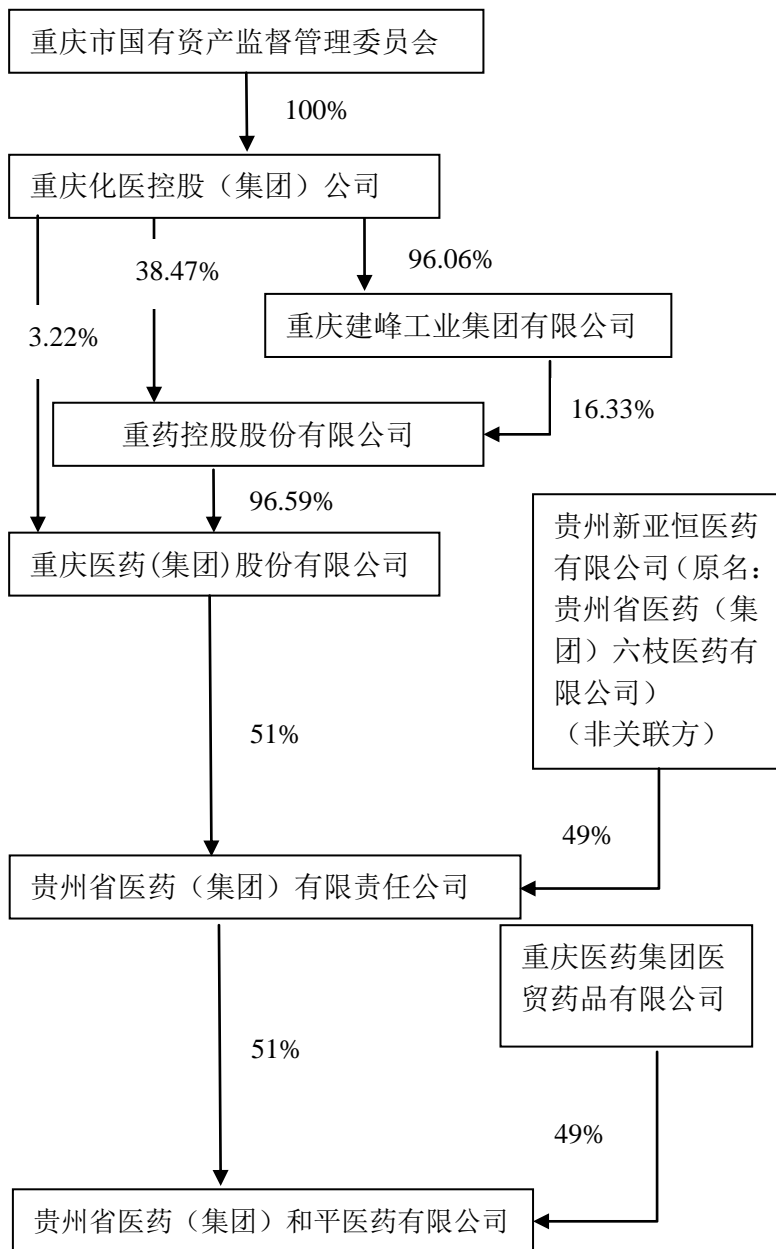 重庆市国有资产监督管理委员会
100%
重庆化医控股（集团）公司
38.47%
96.06%
3.22%
重庆建峰工业集团有限公司
16.33%
重药控股股份有限公司
96.59%
重庆医药(集团)股份有限公司
贵州新亚恒医药
有限公司（原名：
贵州省医药（集
团）六枝医药有
限公司）
（非关联方）
51%
49%
贵州省医药（集团）有限责任公司
重庆医药集团医
贸药品有限公司
51%
49%
贵州省医药（集团）和平医药有限公司